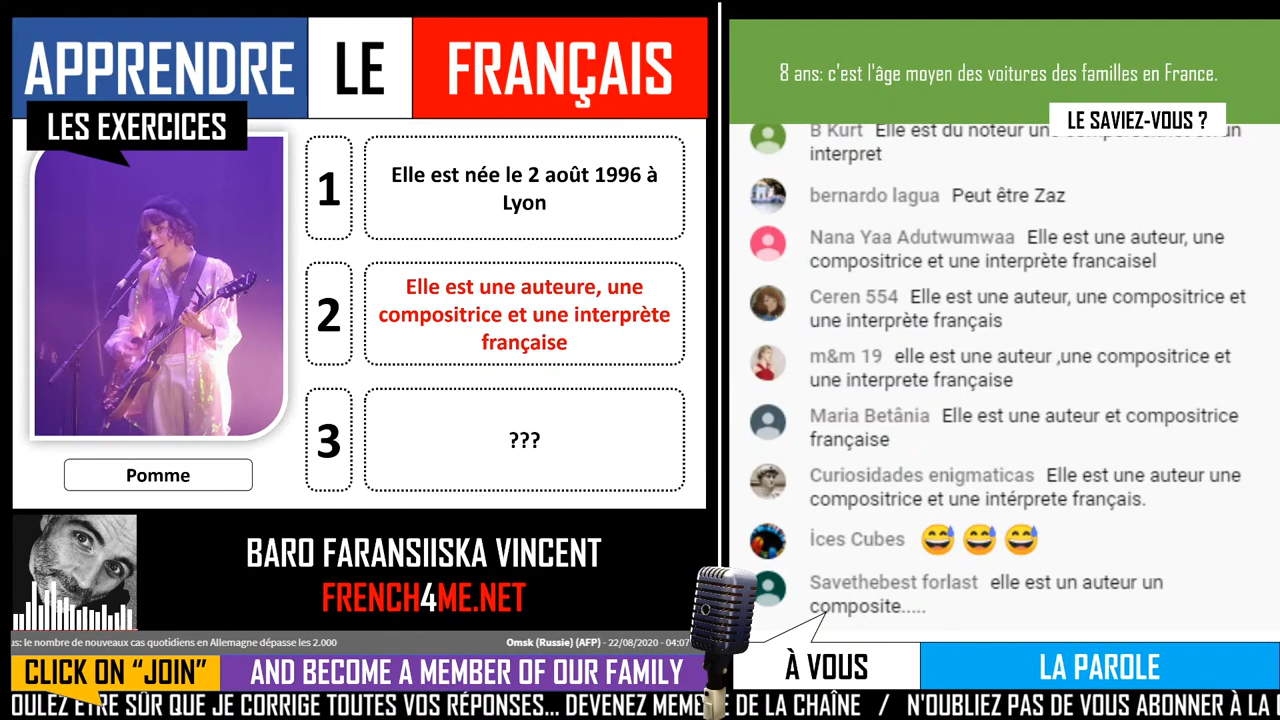 APPRENDRE LE FRANÇAIS
LES EXERCICES
1
Elle est née le 2 août 1996 à
Lyon
2
Elle est une auteure, une
compositrice et une interprète
française
3
???
Pomme
BARO FARANSIISKA VINCENT
FRENCH4ME.NET
us: le nombre de nouveaux cas quotidiens en Allemagne dépasse les 2.000
Omsk (Russie) (AFP) - 22/08/2020 - 04:07
CLICK ON “JOIN” AND BECOME A MEMBER OF OUR FAMILY
8 ans: c'est l'âge moyen des voitures des familles en France.
LE SAVIEZ-VOUS ?
B Kurt Elle est du noteur un
interpret
bernardo lagua Peut être Zaz
Nana Yaa Adutwumwaa Elle est une auteur, une
compositrice et une interprète francaisel
Ceren 554 Elle est une auteur, une compositrice et
une interprète français
m&m 19 elle est une auteur ,une compositrice et
une interprete française
Maria Betânia Elle est une auteur et compositrice
française
Curiosidades enigmaticas Elle est une auteur une
compositrice et une intérprete français.
İces Cubes 😅 😅 😅
Savethebest forlast elle est un auteur un
composite.....
À VOUS LA PAROLE
OULEZ ÊTRE SÛR QUE JE CORRIGE TOUTES VOS RÉPONSES... DEVENEZ MEMB E DE LA CHAÎNE / N'OUBLIEZ PAS DE VOUS ABONNER À LA